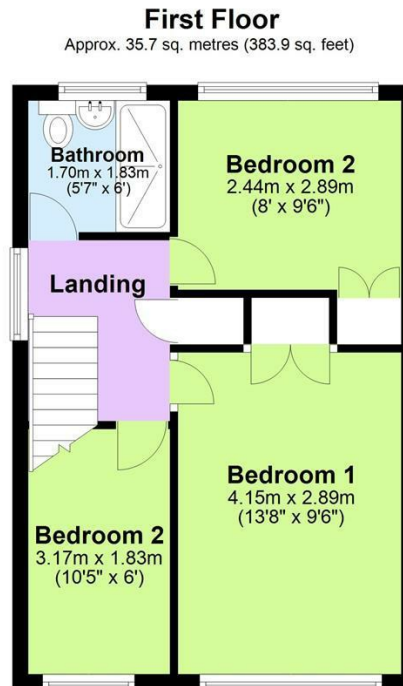 First Floor
Approx. 35.7 sq. metres (383.9 sq. feet)
Bathroom
1.70m x 1.83m
(5'7" x 6')
Bedroom 2
2.44m x 2.89m
(8' x 9'6")
Landing
Bedroom 1
4.15m x 2.89m
(13'8" x 9'6")
Bedroom 2
3.17m x 1.83m
(10'5" x 6')